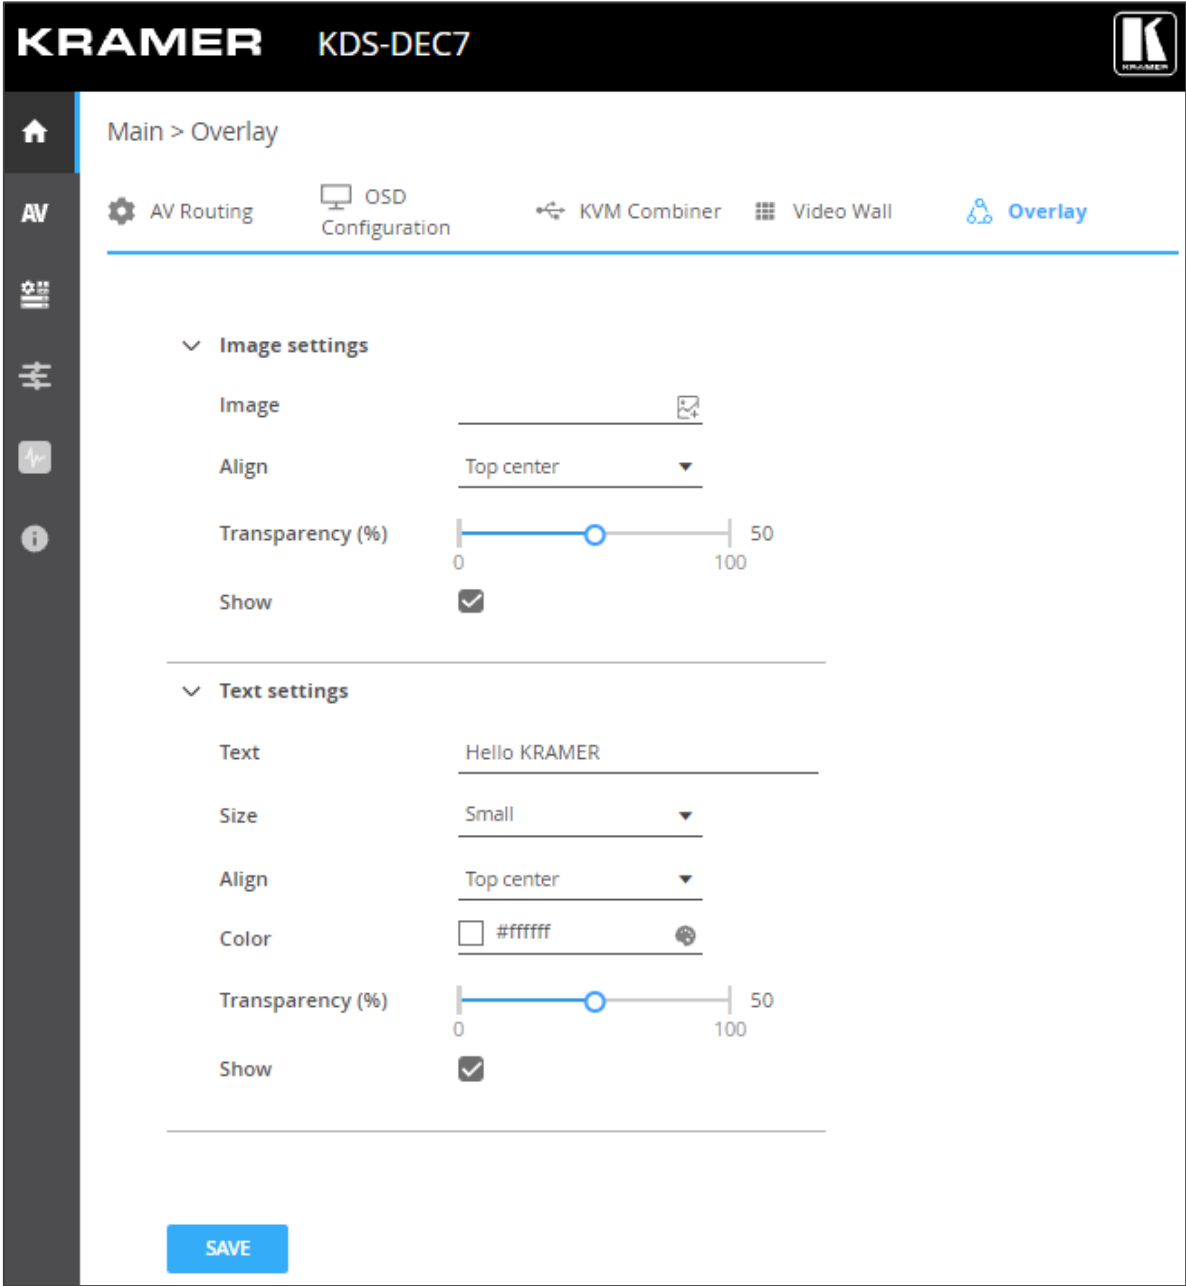 KRAMER KDS-DEC7
KRAMER
Main > Overlay
AV
AV Routing
OSD
Configuration
KVM Combiner
Video Wall
Overlay
Image settings
Image
Align Top center
Transparency (%) 50
0 100
Show
Text settings
Text Hello KRAMER
Size Small
Align Top center
Color #ffffff
Transparency (%) 50
0 100
Show
SAVE